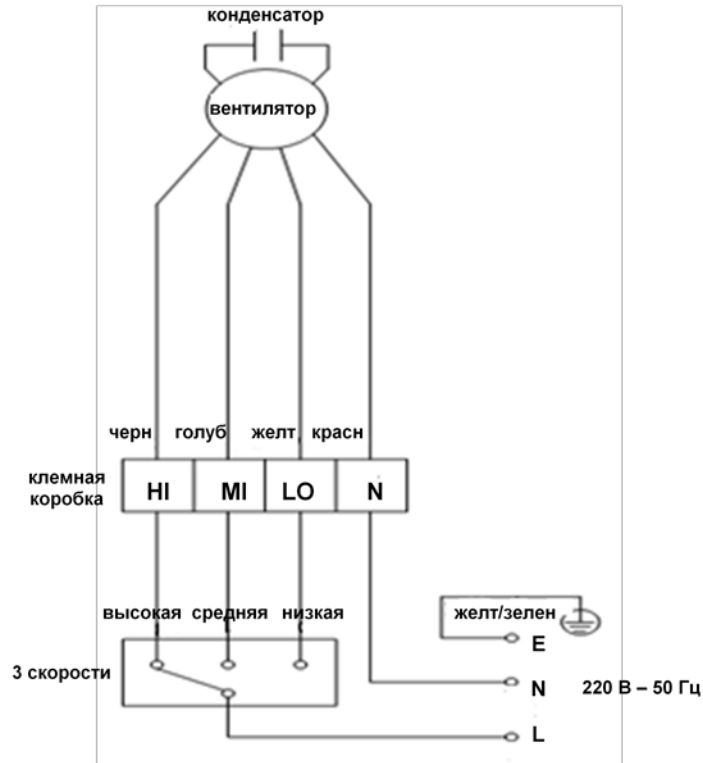 конденсатор
вентилятор
черн голуб желт красн
клемная
коробка
HI MI LO N
высокая средняя низкая
желт/зелен
E
3 скорости
N 220 В – 50 Гц
L